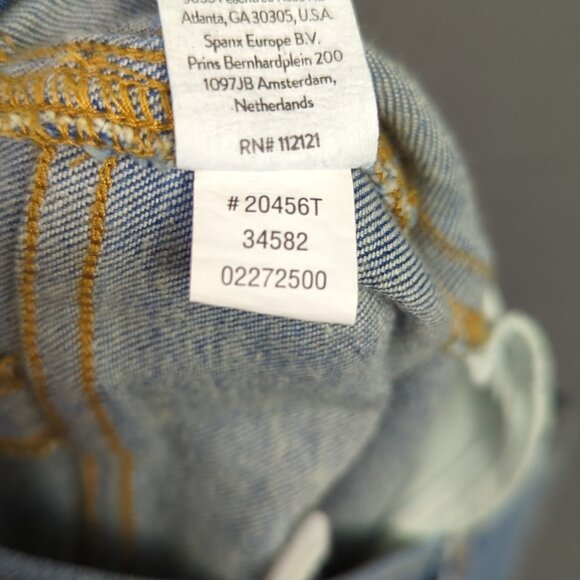 Atlanta, GA 30305, U.S.A.
Spanx Europe B.V.
Prins Bernhardplein 200
1097JB Amsterdam,
Netherlands
RN# 112121
# 20456T
34582
02272500